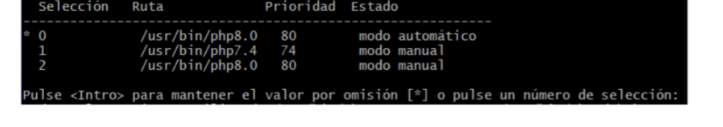 Selección Ruta Prioridad Estado
------------------------------------------------------------
* 0 /usr/bin/php8.0 80 modo automático
1 /usr/bin/php7.4 74 modo manual
2 /usr/bin/php8.0 80 modo manual
Pulse <Intro> para mantener el valor por omisión [*] o pulse un número de selección: